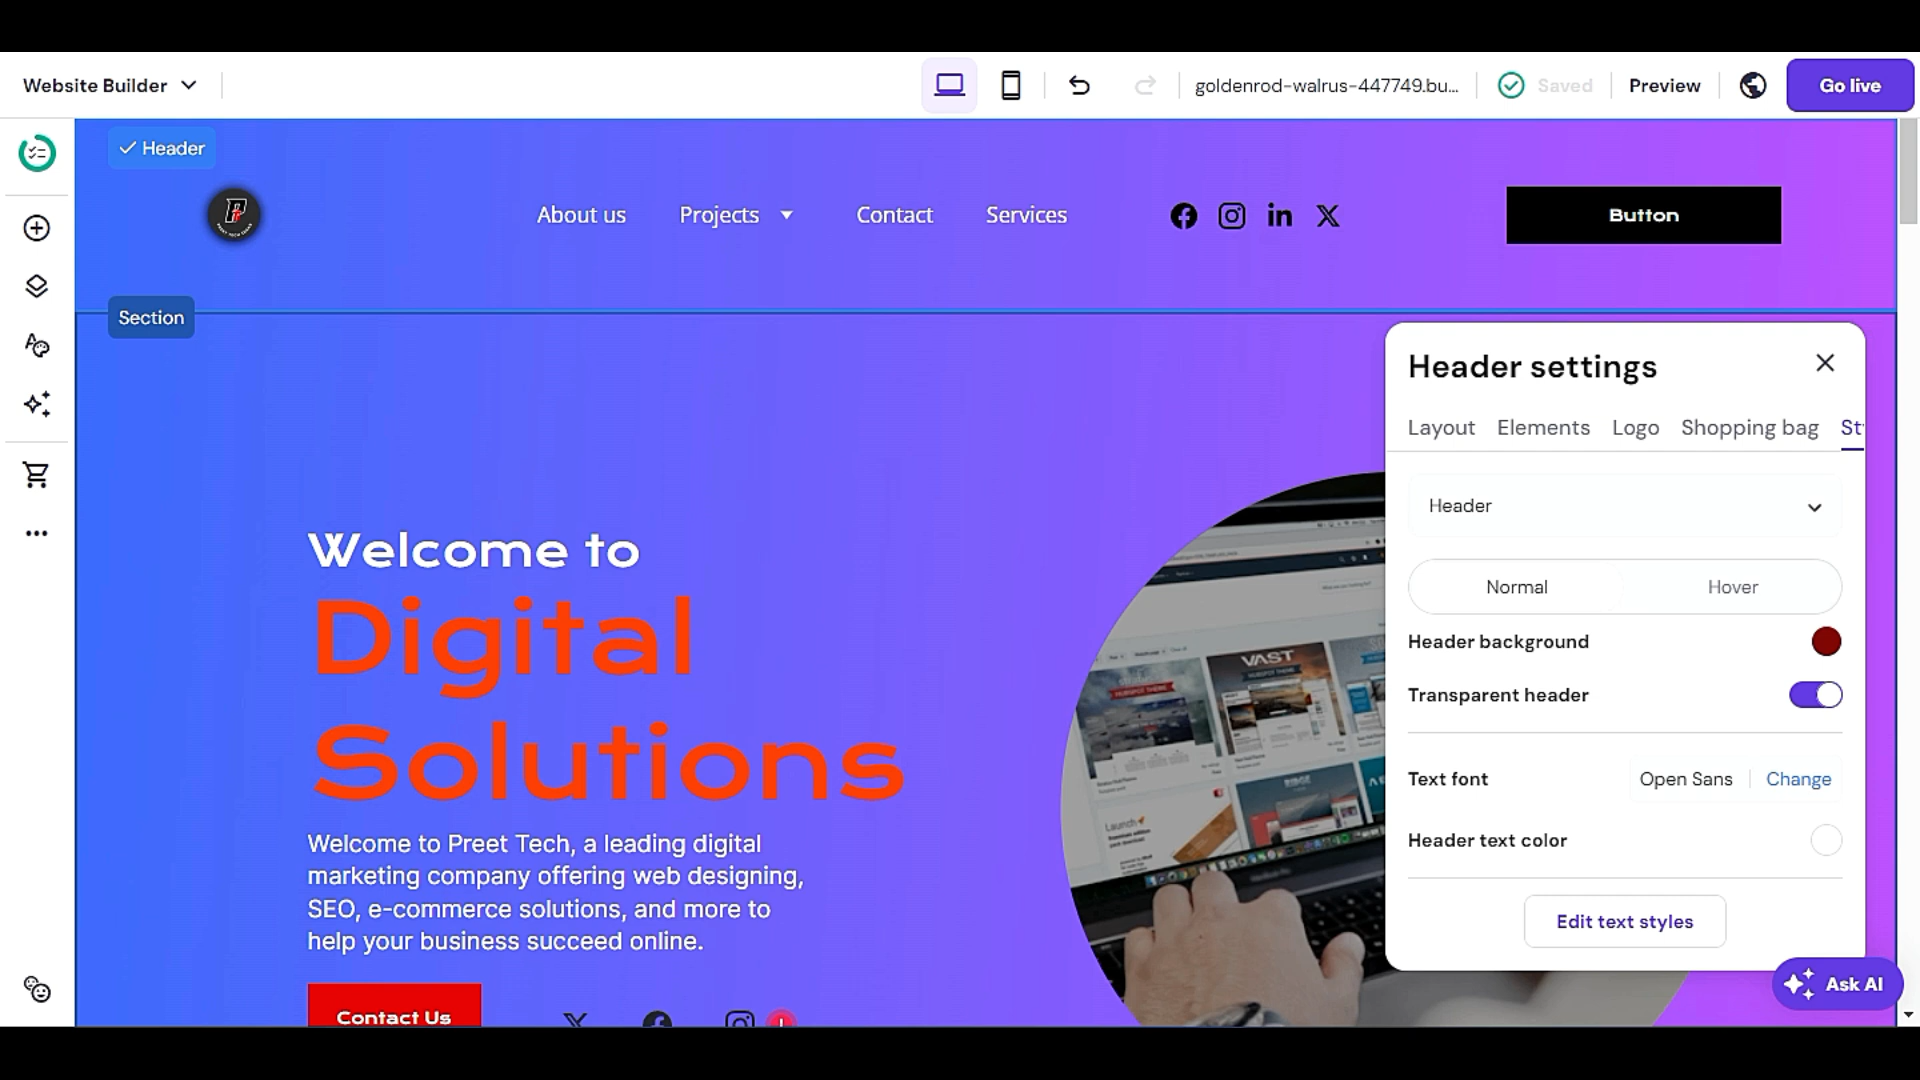 Website Builder
goldenrod-walrus-447749.bu...
Saved
Preview
Go live
Header
About us
Projects
Contact
Services
Button
Section
Header settings
Layout
Elements
Logo
Shopping bag
St
Header
Normal
Hover
Header background
Transparent header
Text font
Open Sans
Change
Header text color
Edit text styles
Ask AI
Welcome to
Digital
Solutions
Welcome to Preet Tech, a leading digital
marketing company offering web designing,
SEO, e-commerce solutions, and more to
help your business succeed online.
Contact Us
VAST
Launch